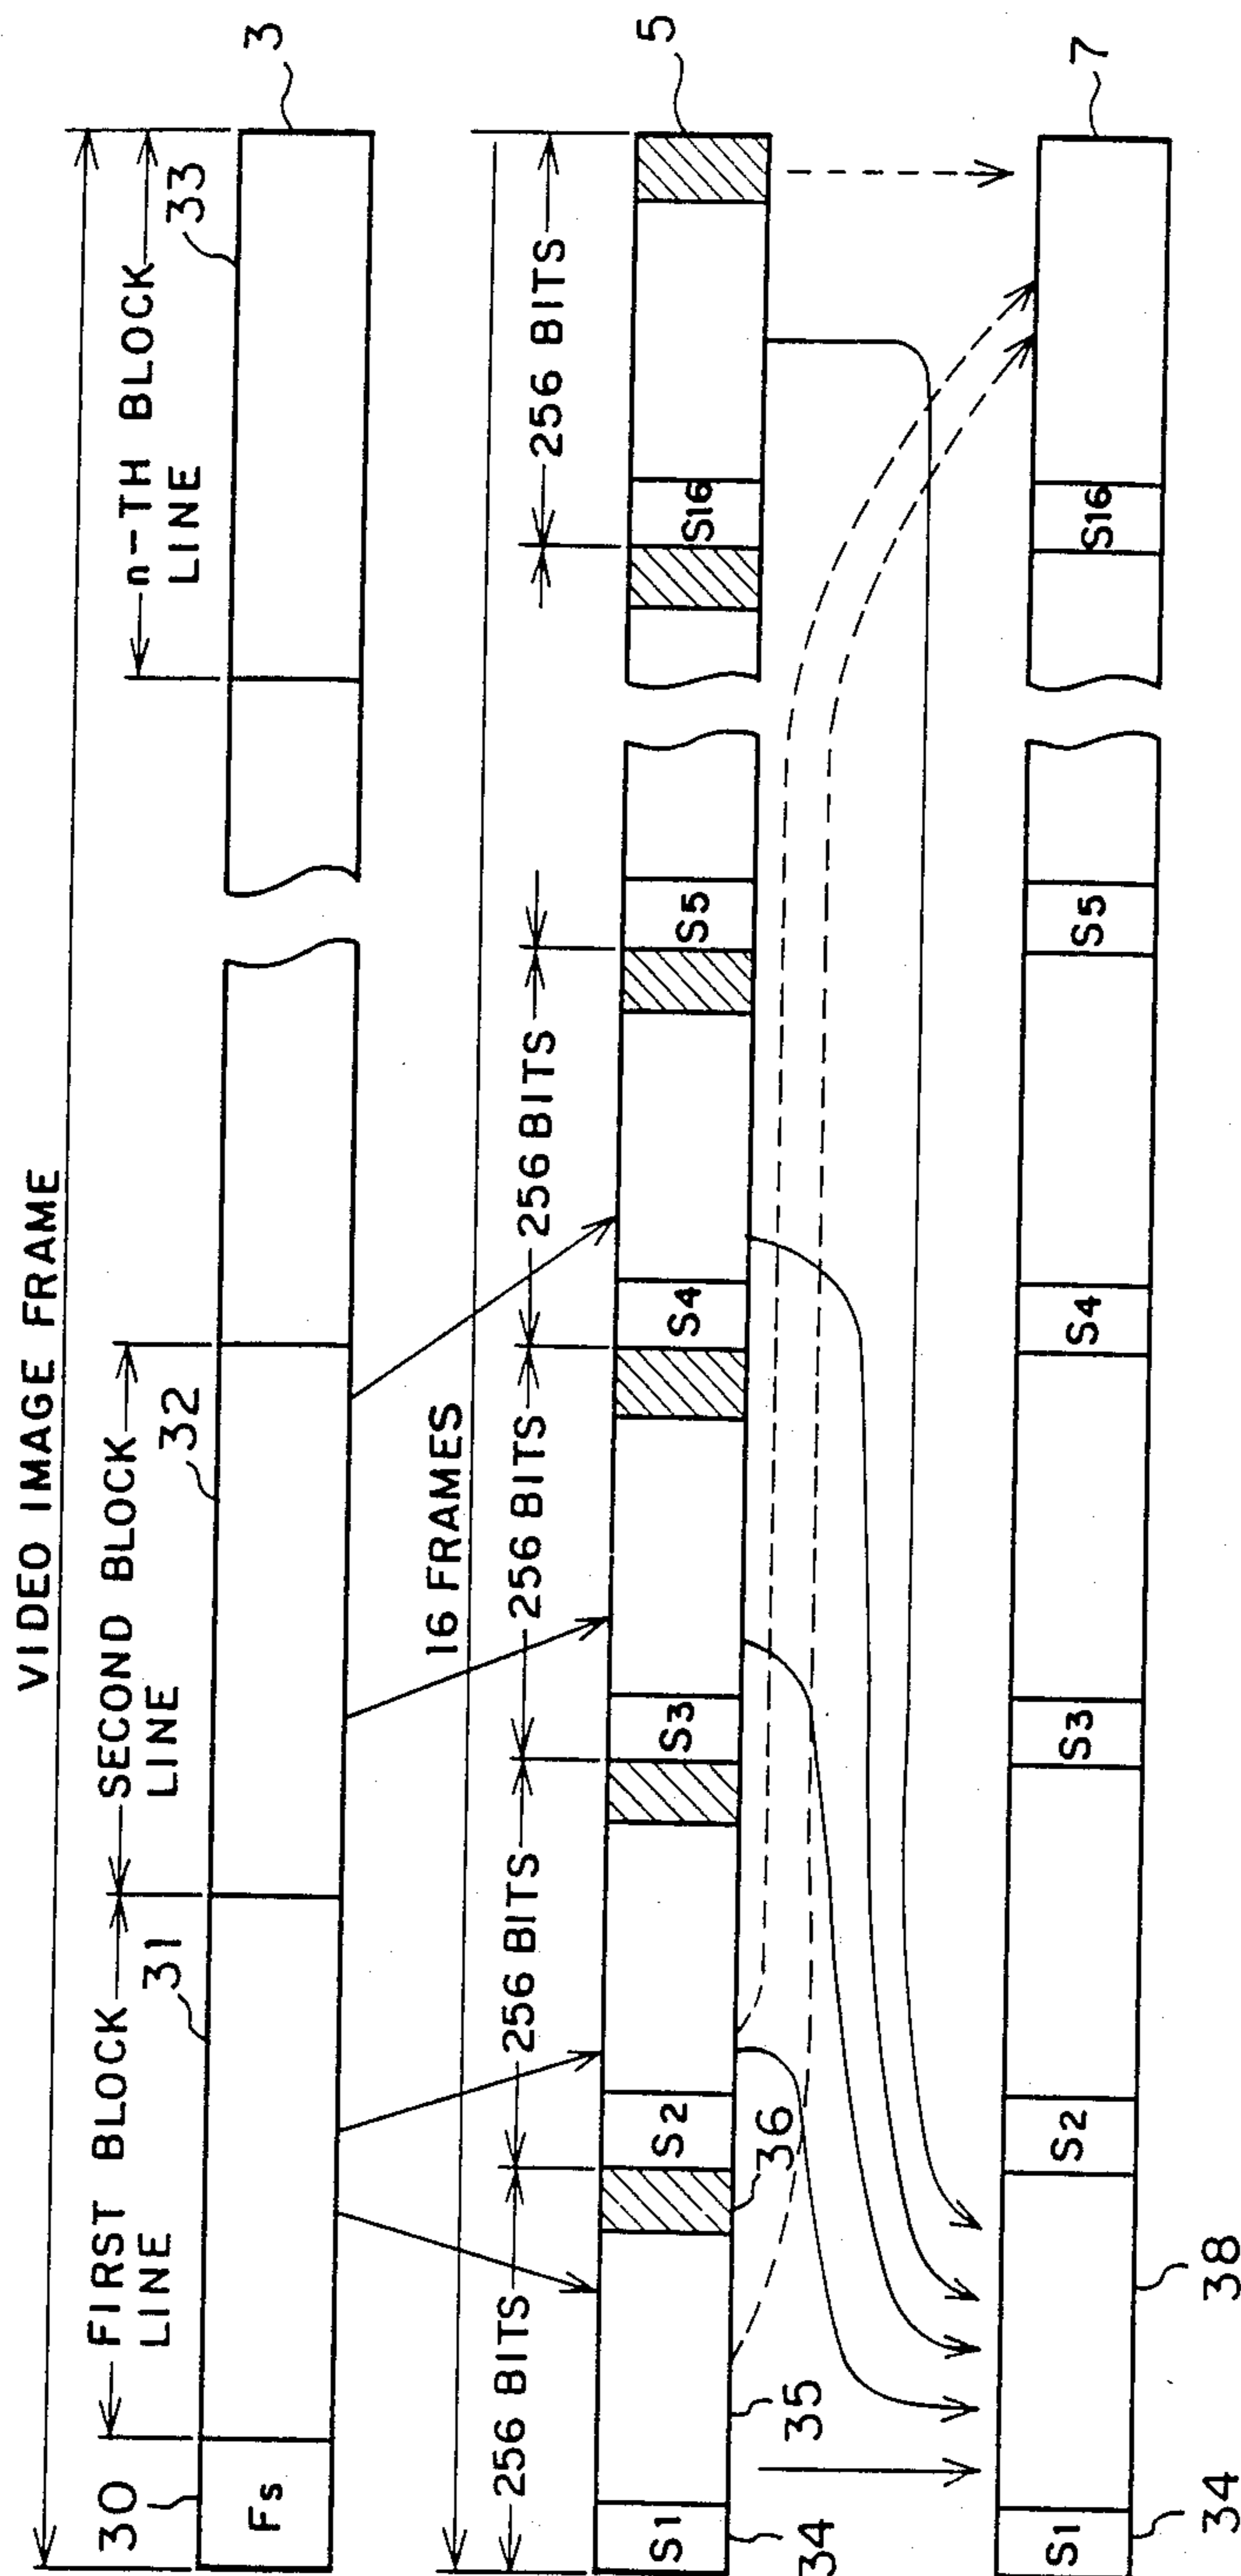 VIDEO IMAGE FRAME
FIRST BLOCK
LINE
SECOND BLOCK
LINE
n-TH BLOCK
LINE
30
31
32
33
3
Fs
16 FRAMES
256 BITS
256 BITS
256 BITS
256 BITS
256 BITS
5
S1
S2
S3
S4
S5
S16
34
35
36
7
S1
S2
S3
S4
S5
S16
34
38